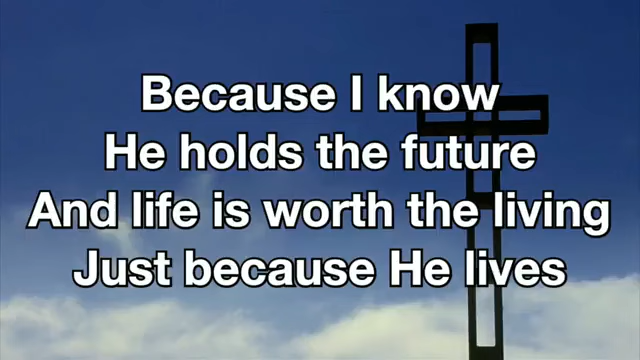 Because I know
He holds the future
And life is worth the living
Just because He lives